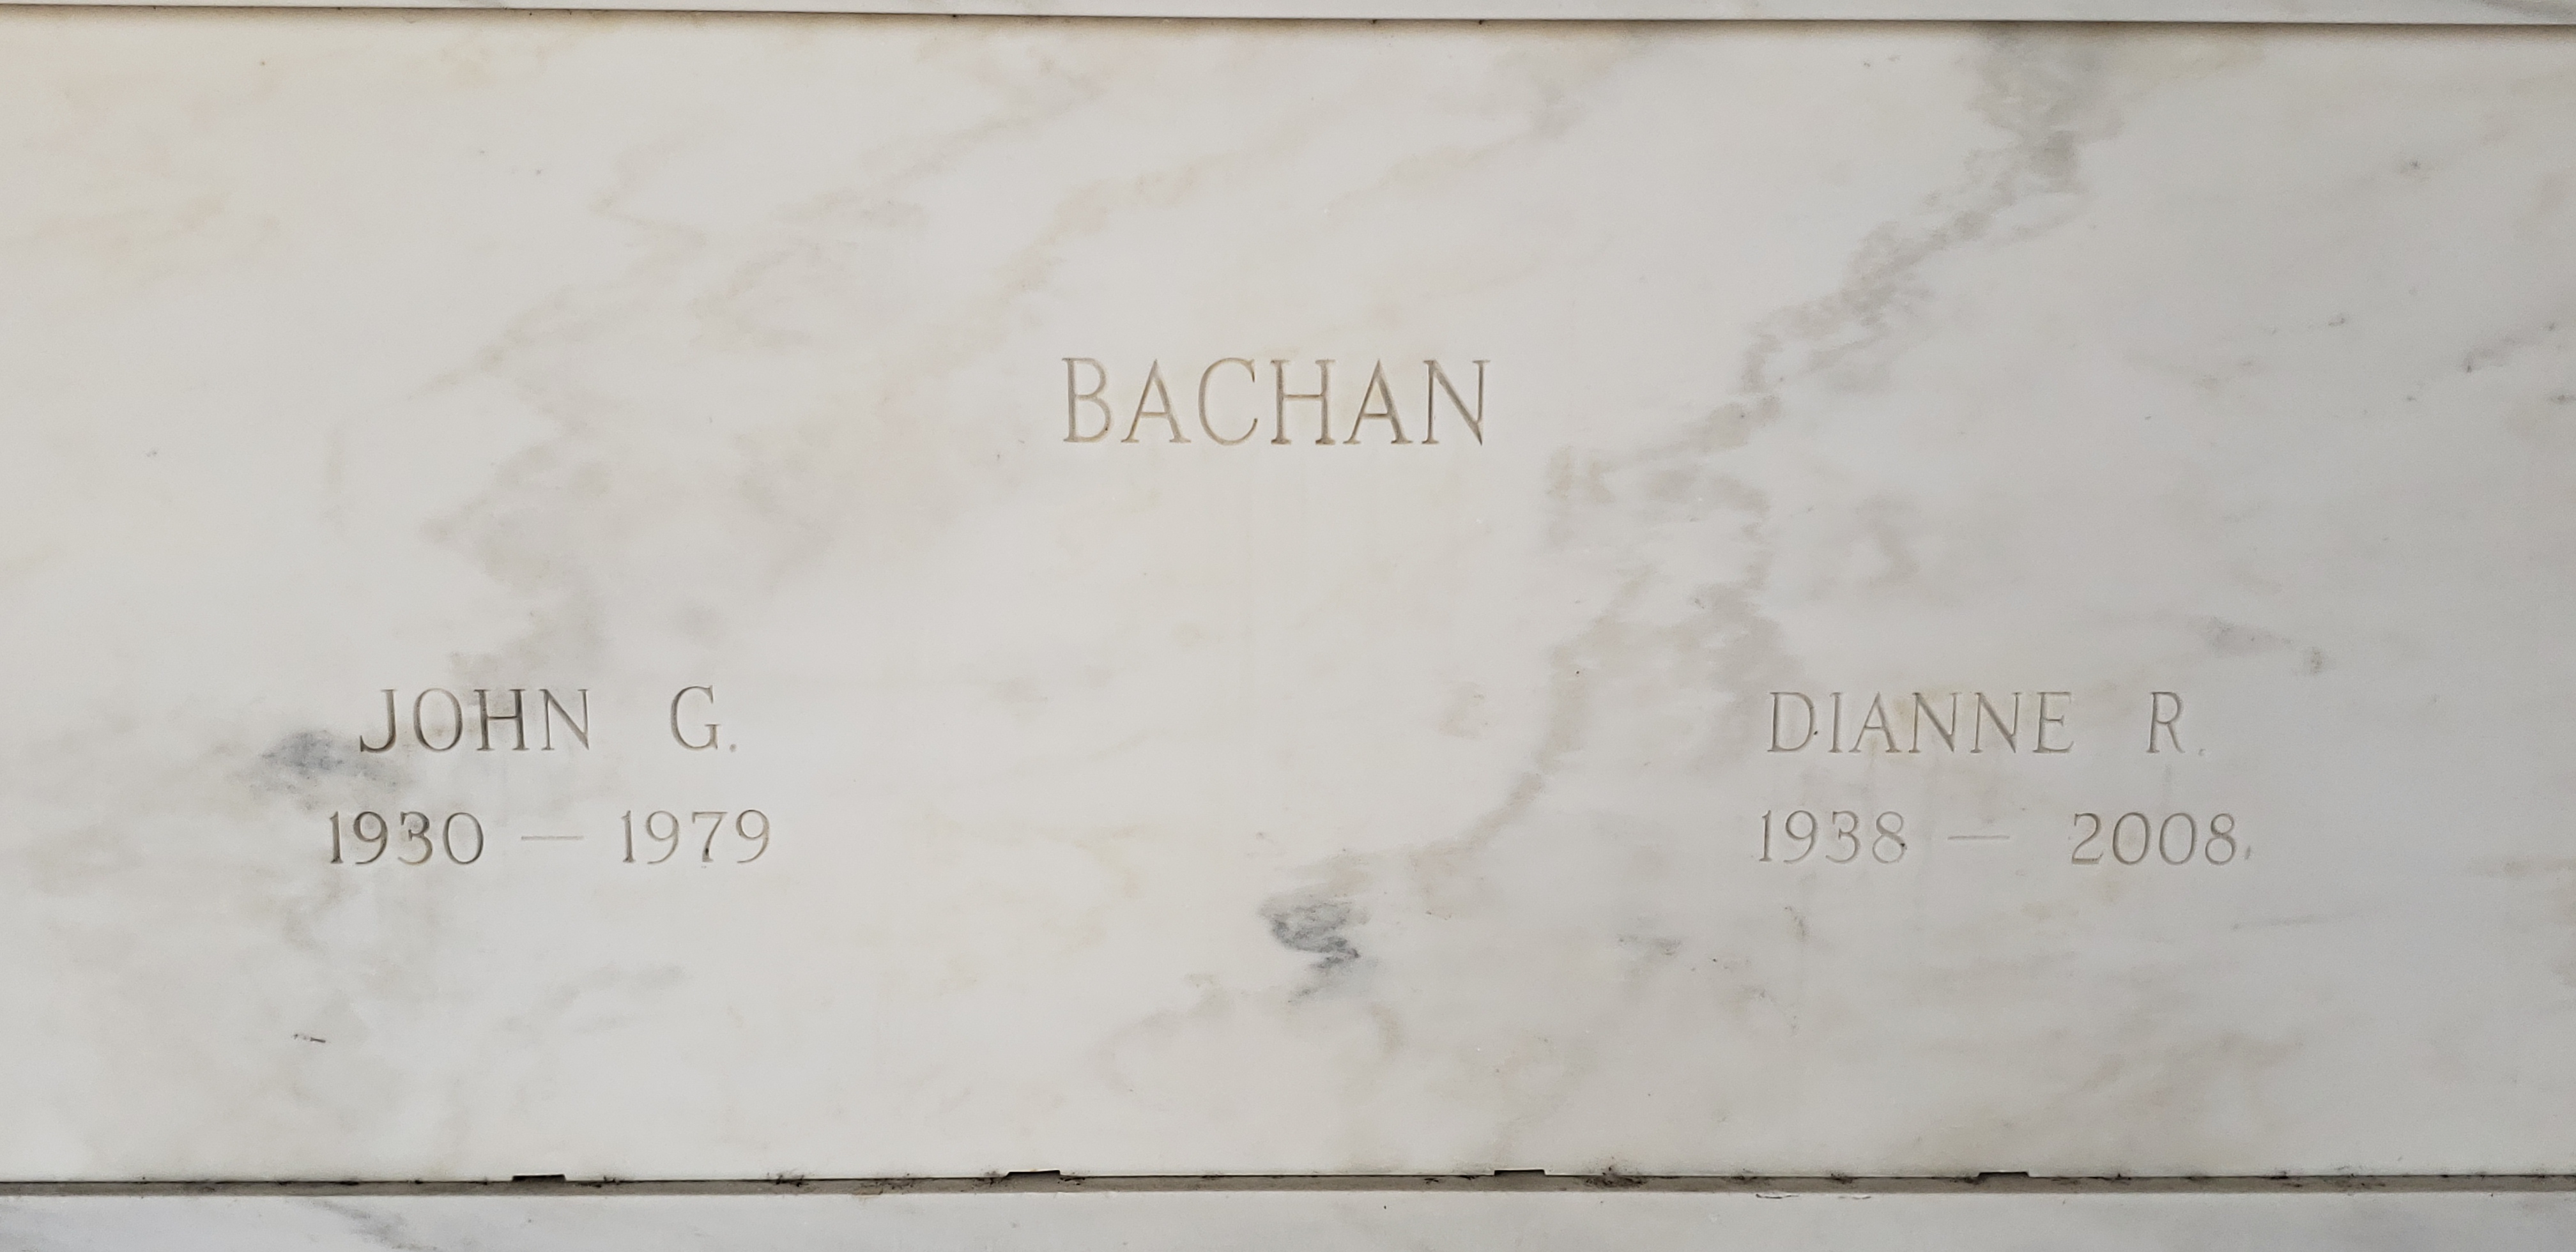 BACHAN
JOHN G. DIANNE R.
1930 — 1979 1938 — 2008